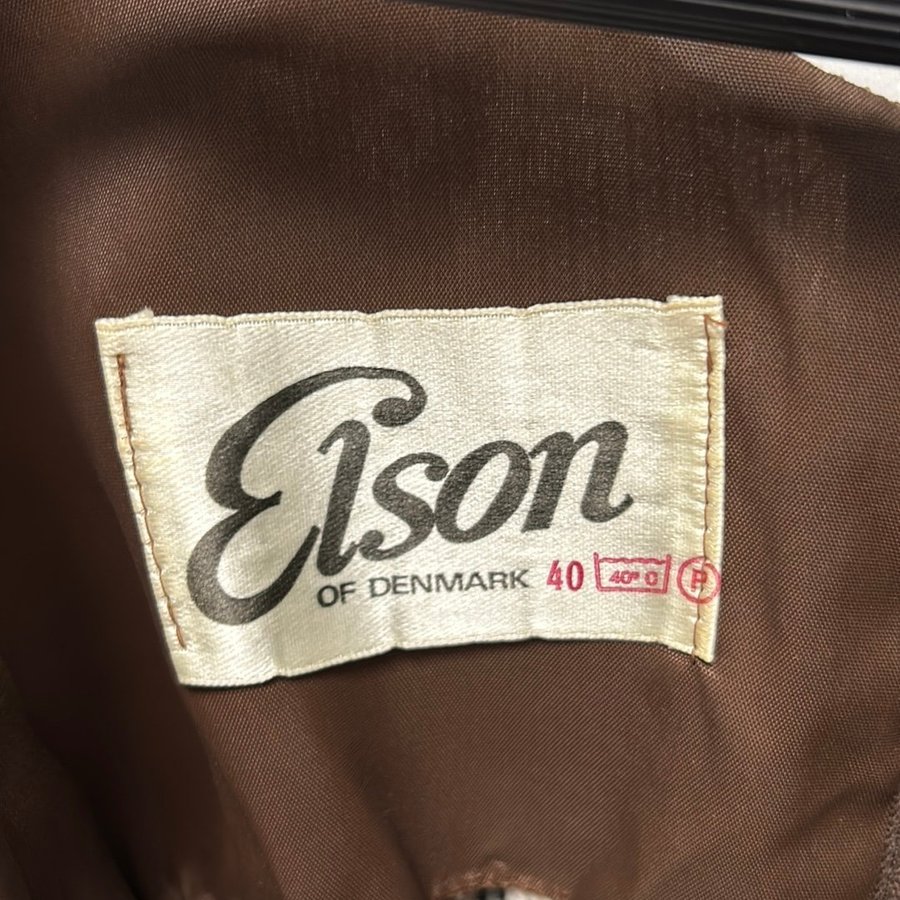 Elson
OF DENMARK 40 40° C P